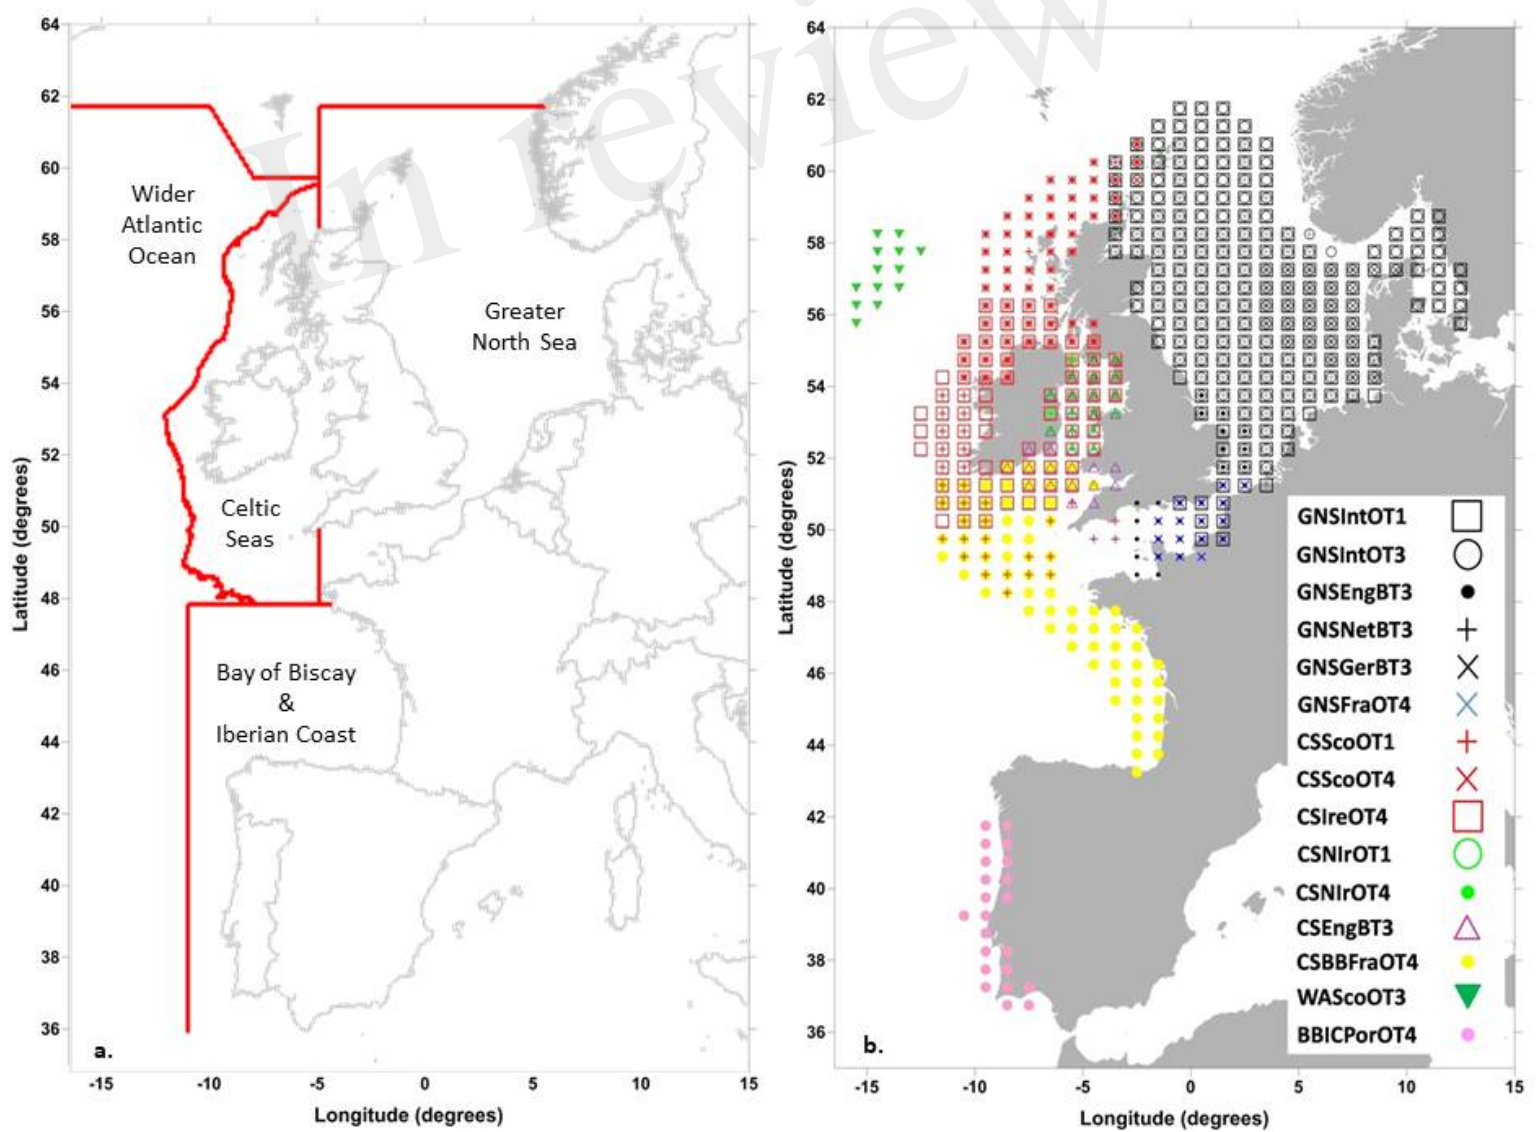 In review
64
62
60
58
56
54
52
50
48
46
44
42
40
38
36
Latitude (degrees)
Wider
Atlantic
Ocean
Greater
North Sea
Celtic
Seas
Bay of Biscay
&
Iberian Coast
a.
-15
-10
-5
0
5
10
15
Longitude (degrees)
64
62
60
58
56
54
52
50
48
46
44
42
40
38
36
Latitude (degrees)
GNSIntOT1
GNSIntOT3
GNSEngBT3
GNSNetBT3
GNSGerBT3
GNSFraOT4
CSScoOT1
CSScoOT4
CSIreOT4
CSNIrOT1
CSNIrOT4
CSEngBT3
CSBBFraOT4
WAScoOT3
BBICPorOT4
b.
-15
-10
-5
0
5
10
15
Longitude (degrees)